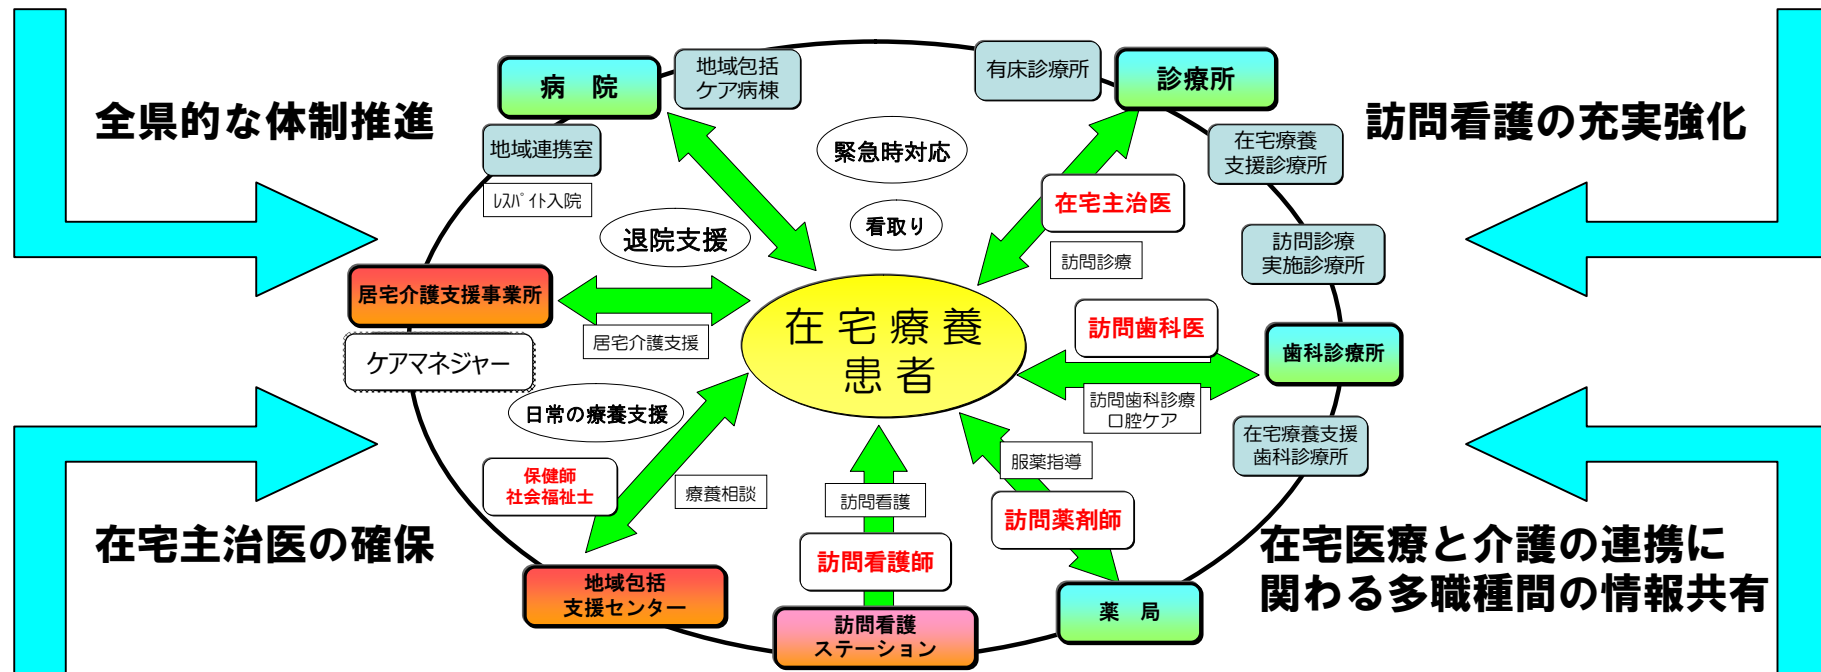 病　院
地域包括
ケア病棟
有床診療所
診療所
全県的な体制推進
訪問看護の充実強化
地域連携室
緊急時対応
在宅療養
支援診療所
ﾚｽﾊﾟｲﾄ入院
在宅主治医
退院支援
看取り
訪問診療
訪問診療
実施診療所
居宅介護支援事業所
居宅介護支援
在宅療養
患者
訪問歯科医
歯科診療所
ケアマネジャー
日常の療養支援
訪問歯科診療
口腔ケア
在宅療養支援
歯科診療所
保健師
社会福祉士
療養相談
訪問看護
服薬指導
訪問薬剤師
在宅主治医の確保
訪問看護師
在宅医療と介護の連携に
関わる多職種間の情報共有
地域包括
支援センター
訪問看護
ステーション
薬　局